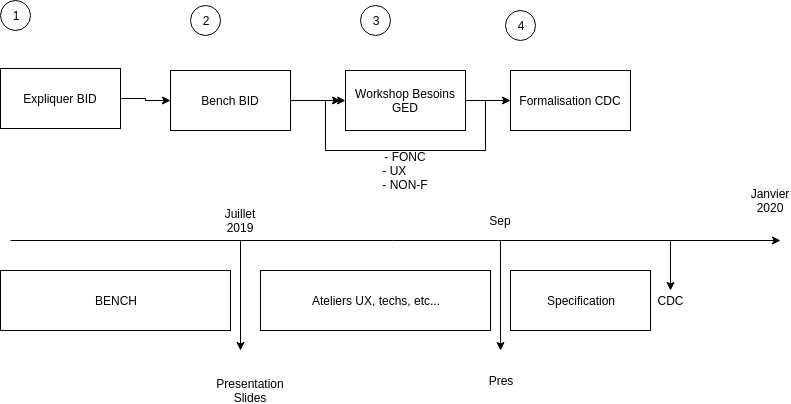 1
2
3
4
Expliquer BID
Bench BID
Workshop Besoins
GED
Formalisation CDC
- FONC
- UX
- NON-F
Juillet
2019
Sep
Janvier
2020
BENCH
Ateliers UX, techs, etc...
Specification
CDC
Presentation
Slides
Pres